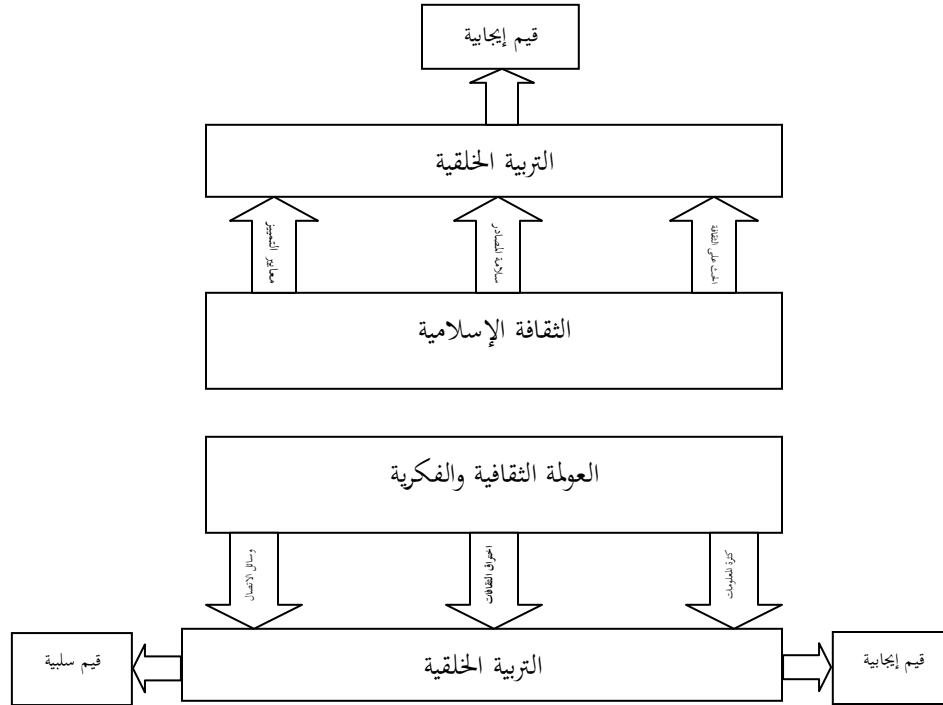 قيم إيجابية
التربية الخلقية
الحث على الثقافة
سلامة المصادر
معايير التمييز
الثقافة الإسلامية
العولمة الثقافية والفكرية
كثرة المعلومات
اختراق الثقافات
وسائل الاتصال
قيم إيجابية
التربية الخلقية
قيم سلبية